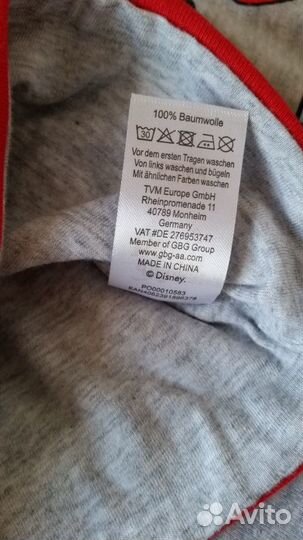 100% Baumwolle
30
Vor dem ersten Tragen waschen
Von links waschen und bügeln
Mit ähnlichen Farben waschen
TVM Europe GmbH
Rheinpromenade 11
40789 Monheim
Germany
VAT #DE 276953747
Member of GBG Group
www.gbg-aa.com
MADE IN CHINA
© Disney.
PO00010583
Avito